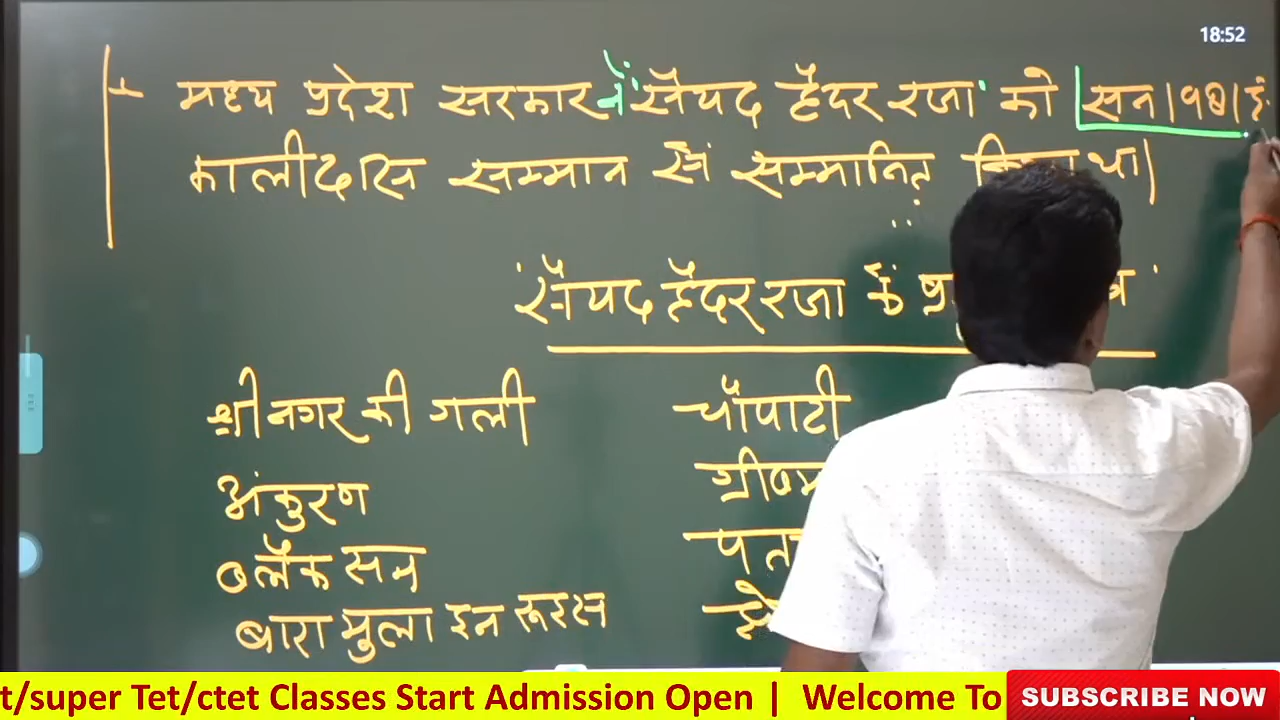 18:52
मध्य प्रदेश सरकार ने सैयद हैदर रजा को सन् 1981 ई.
कालीदास सम्मान से सम्मानित किया था।
सैयद हैदर रजा के
श्रीनगर की गली
चौपाटी
अंकुरण
ब्लैक सन
बारामुला इन रूइन्स
t/super Tet/ctet Classes Start Admission Open | Welcome To
SUBSCRIBE NOW